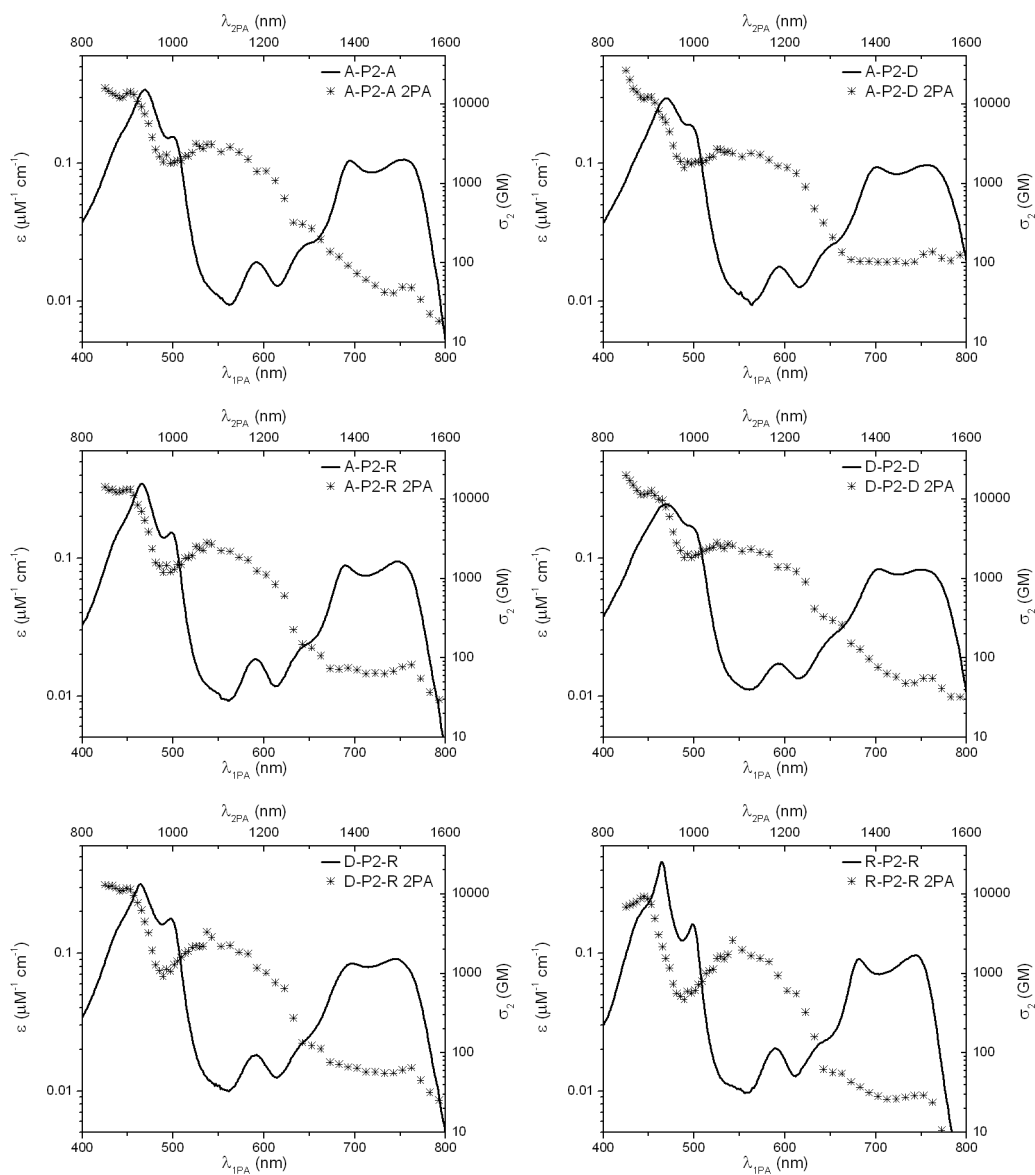 λ2PA (nm)
800 1000 1200 1400 1600
A-P2-A
A-P2-A 2PA
ε (µM⁻¹ cm⁻¹)
0.1
0.01
σ2 (GM)
10000
1000
100
10
400 500 600 700 800
λ1PA (nm)
λ2PA (nm)
800 1000 1200 1400 1600
A-P2-D
A-P2-D 2PA
ε (µM⁻¹ cm⁻¹)
0.1
0.01
σ2 (GM)
10000
1000
100
10
400 500 600 700 800
λ1PA (nm)
λ2PA (nm)
800 1000 1200 1400 1600
A-P2-R
A-P2-R 2PA
ε (µM⁻¹ cm⁻¹)
0.1
0.01
σ2 (GM)
10000
1000
100
10
400 500 600 700 800
λ1PA (nm)
λ2PA (nm)
800 1000 1200 1400 1600
D-P2-D
D-P2-D 2PA
ε (µM⁻¹ cm⁻¹)
0.1
0.01
σ2 (GM)
10000
1000
100
10
400 500 600 700 800
λ1PA (nm)
λ2PA (nm)
800 1000 1200 1400 1600
D-P2-R
D-P2-R 2PA
ε (µM⁻¹ cm⁻¹)
0.1
0.01
σ2 (GM)
10000
1000
100
10
400 500 600 700 800
λ1PA (nm)
λ2PA (nm)
800 1000 1200 1400 1600
R-P2-R
R-P2-R 2PA
ε (µM⁻¹ cm⁻¹)
0.1
0.01
σ2 (GM)
10000
1000
100
10
400 500 600 700 800
λ1PA (nm)